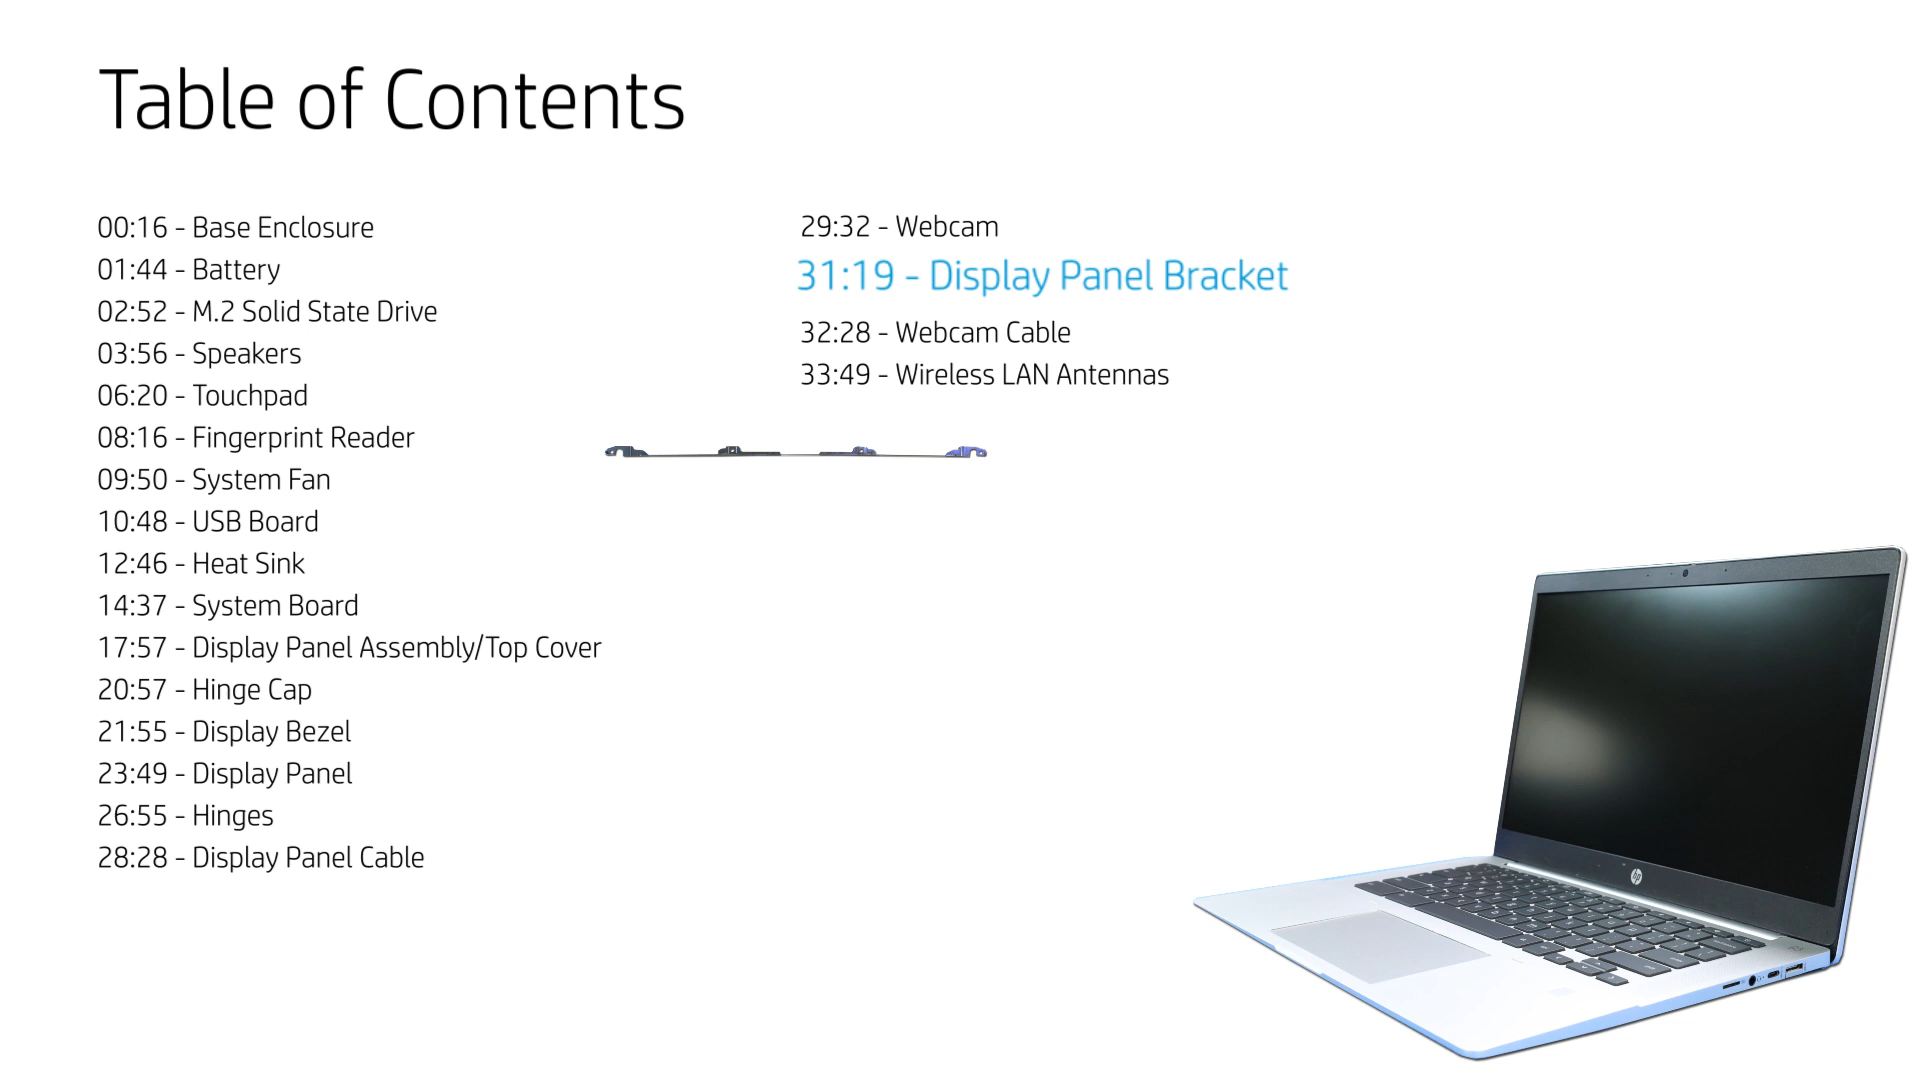 Table of Contents
00:16 - Base Enclosure
01:44 - Battery
02:52 - M.2 Solid State Drive
03:56 - Speakers
06:20 - Touchpad
08:16 - Fingerprint Reader
09:50 - System Fan
10:48 - USB Board
12:46 - Heat Sink
14:37 - System Board
17:57 - Display Panel Assembly/Top Cover
20:57 - Hinge Cap
21:55 - Display Bezel
23:49 - Display Panel
26:55 - Hinges
28:28 - Display Panel Cable
29:32 - Webcam
31:19 - Display Panel Bracket
32:28 - Webcam Cable
33:49 - Wireless LAN Antennas
hp